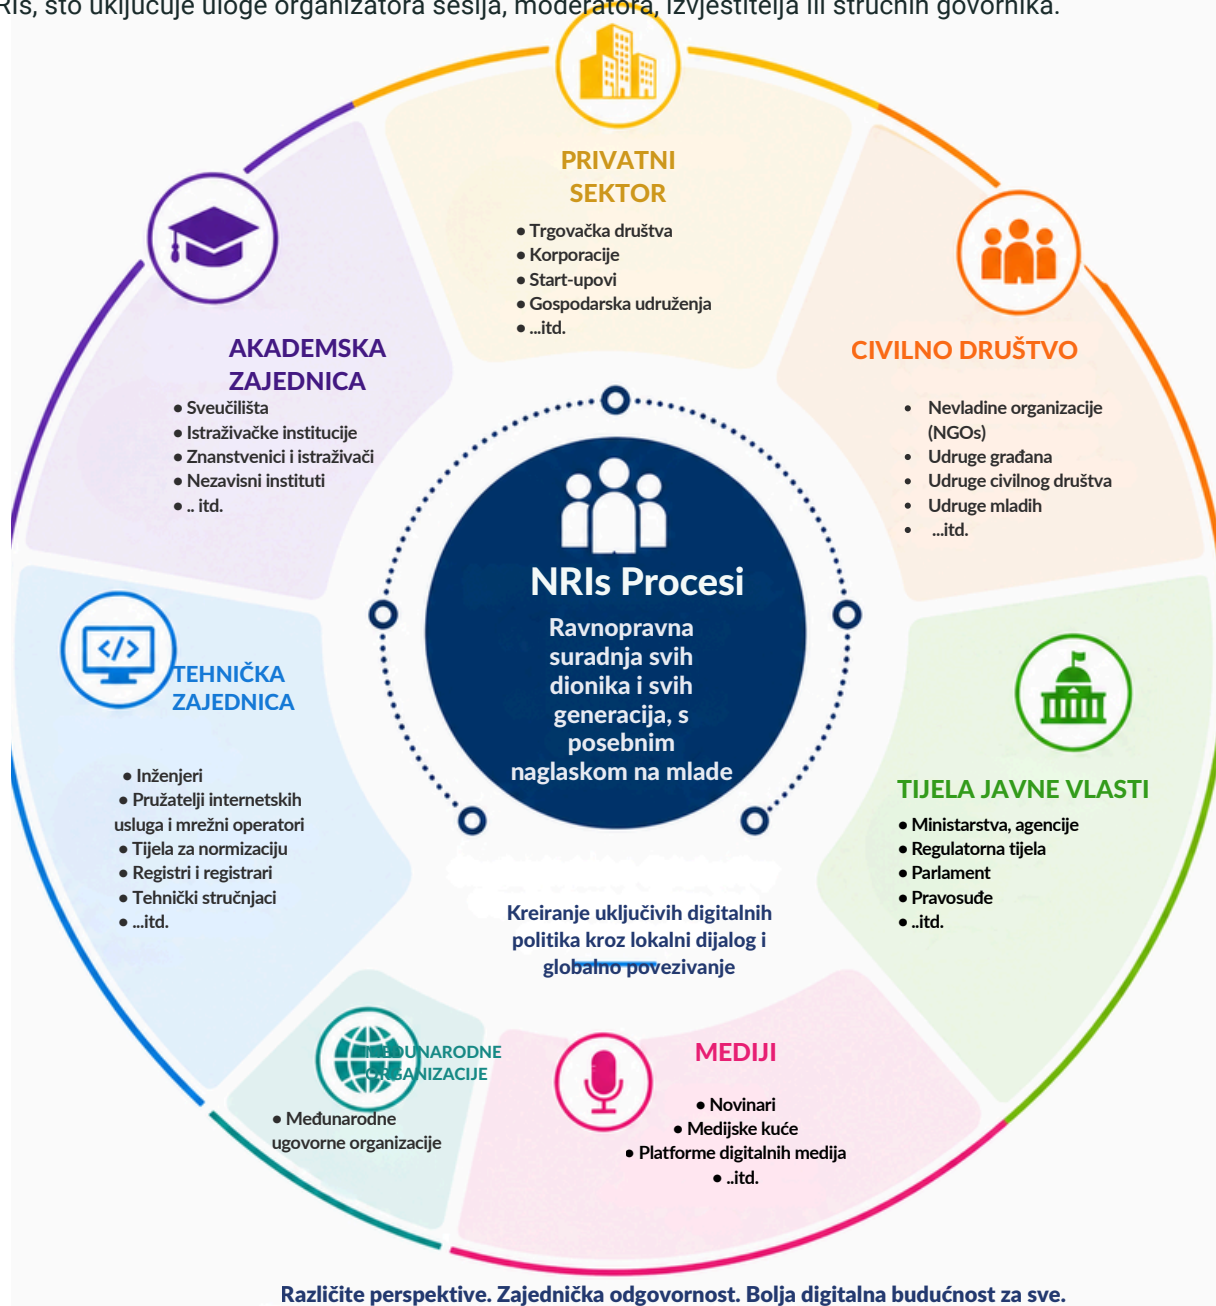 RIs, što uključuje uloge organizatora sesija, moderatora, izvjestitelja ili stručnih govornika.
PRIVATNI
SEKTOR
● Trgovačka društva
● Korporacije
● Start-upovi
● Gospodarska udruženja
● ...itd.
AKADEMSKA
ZAJEDNICA
● Sveučilišta
● Istraživačke institucije
● Znanstvenici i istraživači
● Nezavisni instituti
● .. itd.
CIVILNO DRUŠTVO
• Nevladine organizacije
(NGOs)
• Udruge građana
• Udruge civilnog društva
• Udruge mladih
• ...itd.
NRIs Procesi
Ravnopravna
suradnja svih
dionika i svih
generacija, s
posebnim
naglaskom na mlade
</>
TEHNIČKA
ZAJEDNICA
● Inženjeri
● Pružatelji internetskih
usluga i mrežni operatori
● Tijela za normizaciju
● Registri i registrari
● Tehnički stručnjaci
● ...itd.
TIJELA JAVNE VLASTI
● Ministarstva, agencije
● Regulatorna tijela
● Parlament
● Pravosuđe
● ..itd.
Kreiranje uključivih digitalnih
politika kroz lokalni dijalog i
globalno povezivanje
MEĐUNARODNE
ORGANIZACIJE
● Međunarodne
ugovorne organizacije
MEDIJI
● Novinari
● Medijske kuće
● Platforme digitalnih medija
● ..itd.
Različite perspektive. Zajednička odgovornost. Bolja digitalna budućnost za sve.